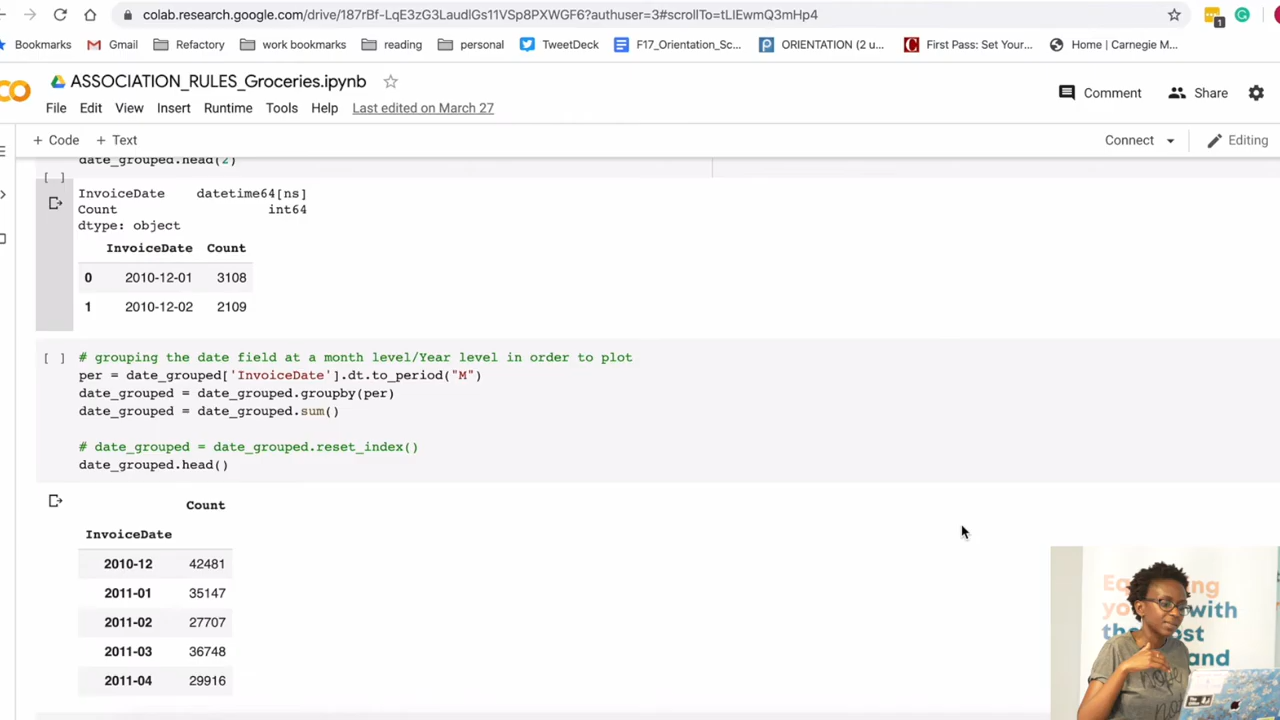 colab.research.google.com/drive/187rBf-LqE3zG3LaudlGs11VSp8PXWGF6?authuser=3#scrollTo=tLIEwmQ3mHp4
1
Bookmarks Gmail Refactory work bookmarks reading personal TweetDeck F17_Orientation_Sc... ORIENTATION (2 u... First Pass: Set Your... Home | Carnegie M...
ASSOCIATION_RULES_Groceries.ipynb
Comment Share
File Edit View Insert Runtime Tools Help Last edited on March 27
+ Code + Text
Connect Editing
date_grouped.head(2)
[ ]
InvoiceDate datetime64[ns]
Count int64
dtype: object
InvoiceDate Count
0 2010-12-01 3108
1 2010-12-02 2109
[ ] # grouping the date field at a month level/Year level in order to plot
per = date_grouped['InvoiceDate'].dt.to_period("M")
date_grouped = date_grouped.groupby(per)
date_grouped = date_grouped.sum()
# date_grouped = date_grouped.reset_index()
date_grouped.head()
Count
InvoiceDate
2010-12 42481
2011-01 35147
2011-02 27707
2011-03 36748
2011-04 29916
with